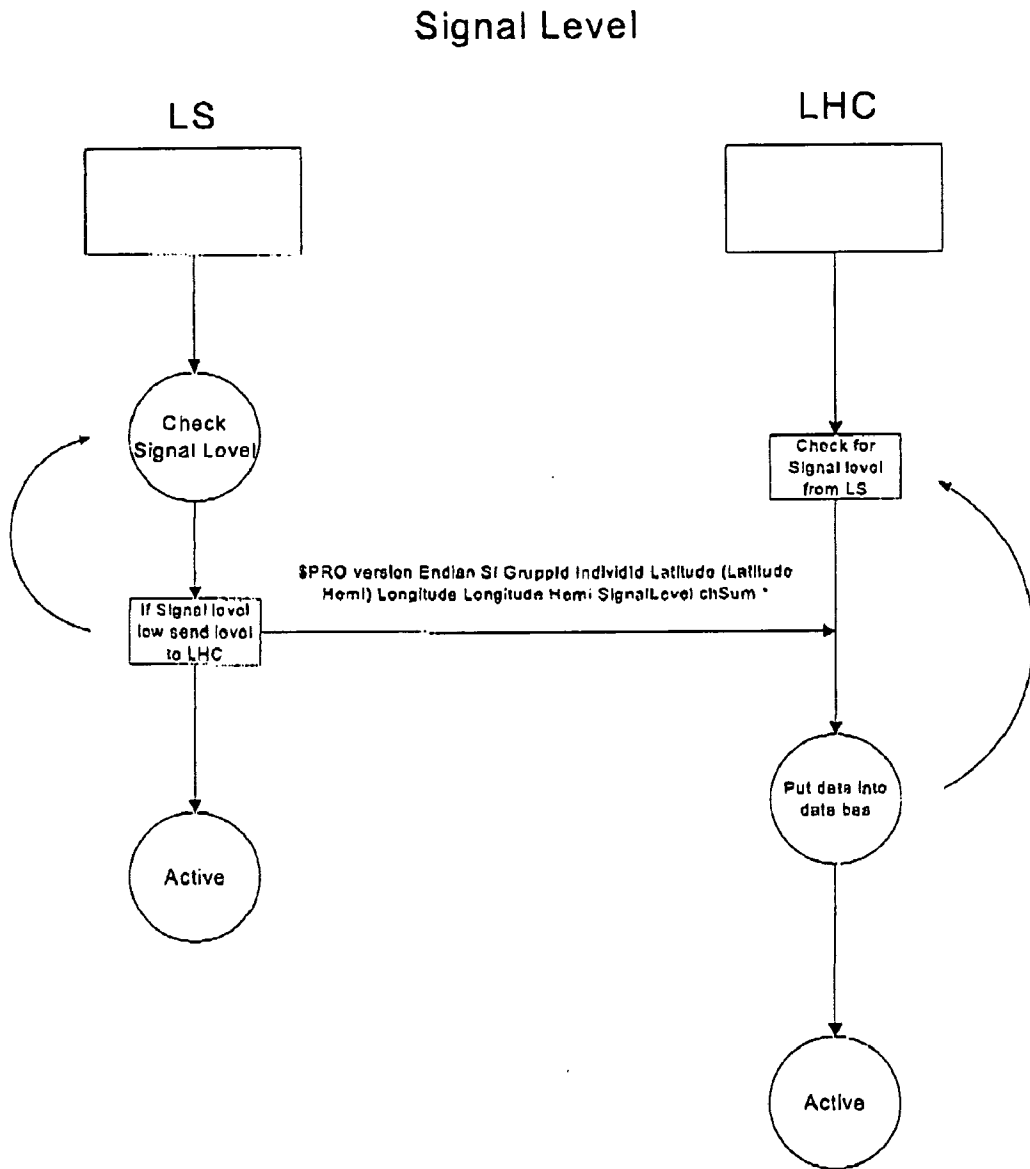 Signal Level
LS
LHC
Check
Signal Level
Check for
Signal level
from LS
$PRO version Endian SI GruppId IndividId Latitude (Latitude
Hemi) Longitude Longitude Hemi SignalLevel chSum *
If Signal level
low send level
to LHC
Put data into
data bas
Active
Active